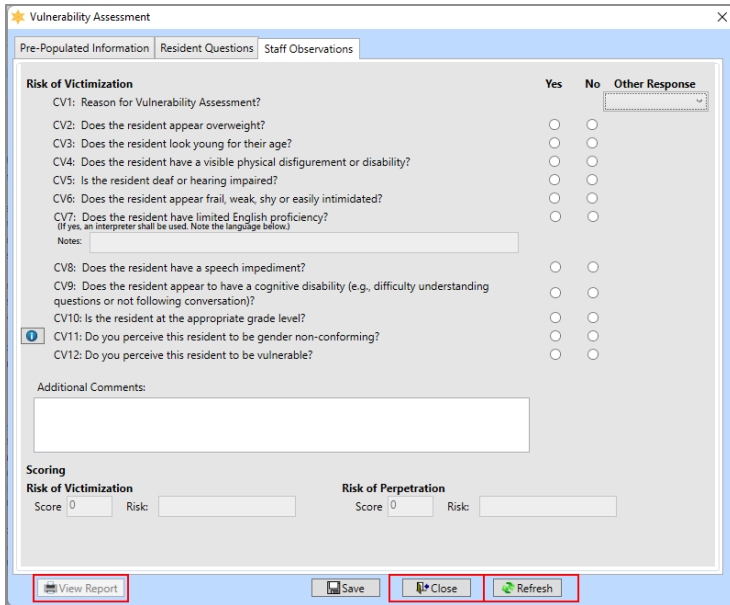 Vulnerability Assessment
Pre-Populated Information Resident Questions Staff Observations
Risk of Victimization Yes No Other Response
CV1: Reason for Vulnerability Assessment?
CV2: Does the resident appear overweight?
CV3: Does the resident look young for their age?
CV4: Does the resident have a visible physical disfigurement or disability?
CV5: Is the resident deaf or hearing impaired?
CV6: Does the resident appear frail, weak, shy or easily intimidated?
CV7: Does the resident have limited English proficiency?
(If yes, an interpreter shall be used. Note the language below.)
Notes:
CV8: Does the resident have a speech impediment?
CV9: Does the resident appear to have a cognitive disability (e.g., difficulty understanding
questions or not following conversation)?
CV10: Is the resident at the appropriate grade level?
CV11: Do you perceive this resident to be gender non-conforming?
CV12: Do you perceive this resident to be vulnerable?
Additional Comments:
Scoring
Risk of Victimization Risk of Perpetration
Score 0 Risk: Score 0 Risk:
View Report Save Close Refresh